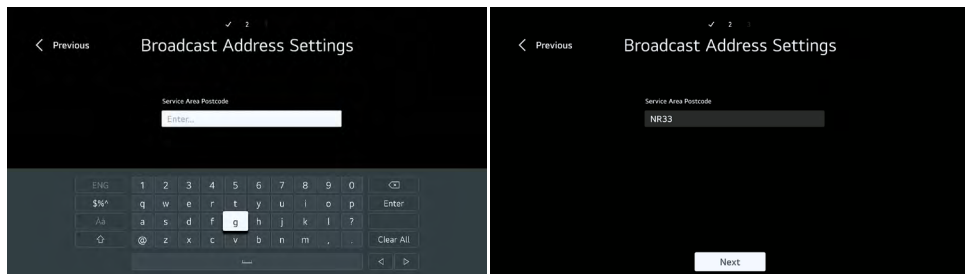 ✓ 2
Previous
Broadcast Address Settings
Service Area Postcode
Enter...
ENG 1 2 3 4 5 6 7 8 9 0
$%^ q w e r t y u i o p Enter
Aa a s d f g h j k l ?
@ z x c v b n m , . Clear All
✓ 2
Previous
Broadcast Address Settings
Service Area Postcode
NR33
Next